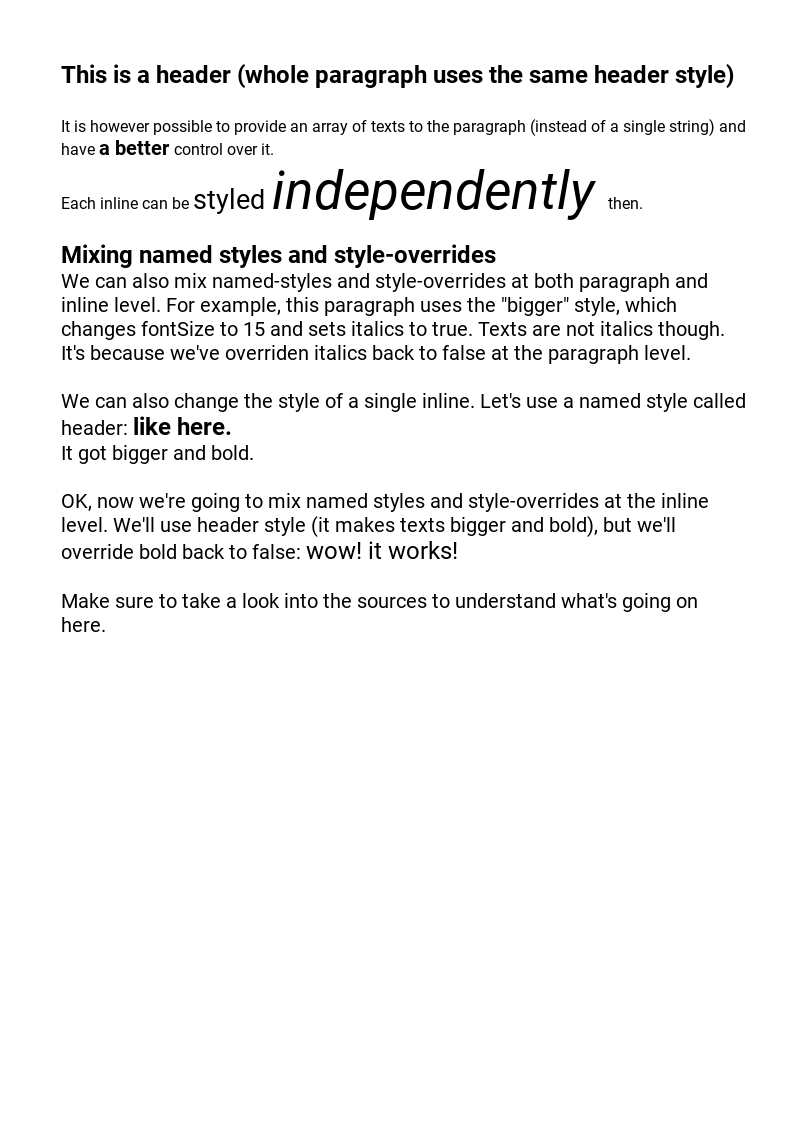 This is a header (whole paragraph uses the same header style)
It is however possible to provide an array of texts to the paragraph (instead of a single string) and
have a better control over it.
Each inline can be styled independently then.
Mixing named styles and style-overrides
We can also mix named-styles and style-overrides at both paragraph and
inline level. For example, this paragraph uses the "bigger" style, which
changes fontSize to 15 and sets italics to true. Texts are not italics though.
It's because we've overriden italics back to false at the paragraph level.
We can also change the style of a single inline. Let's use a named style called
header: like here.
It got bigger and bold.
OK, now we're going to mix named styles and style-overrides at the inline
level. We'll use header style (it makes texts bigger and bold), but we'll
override bold back to false: wow! it works!
Make sure to take a look into the sources to understand what's going on
here.